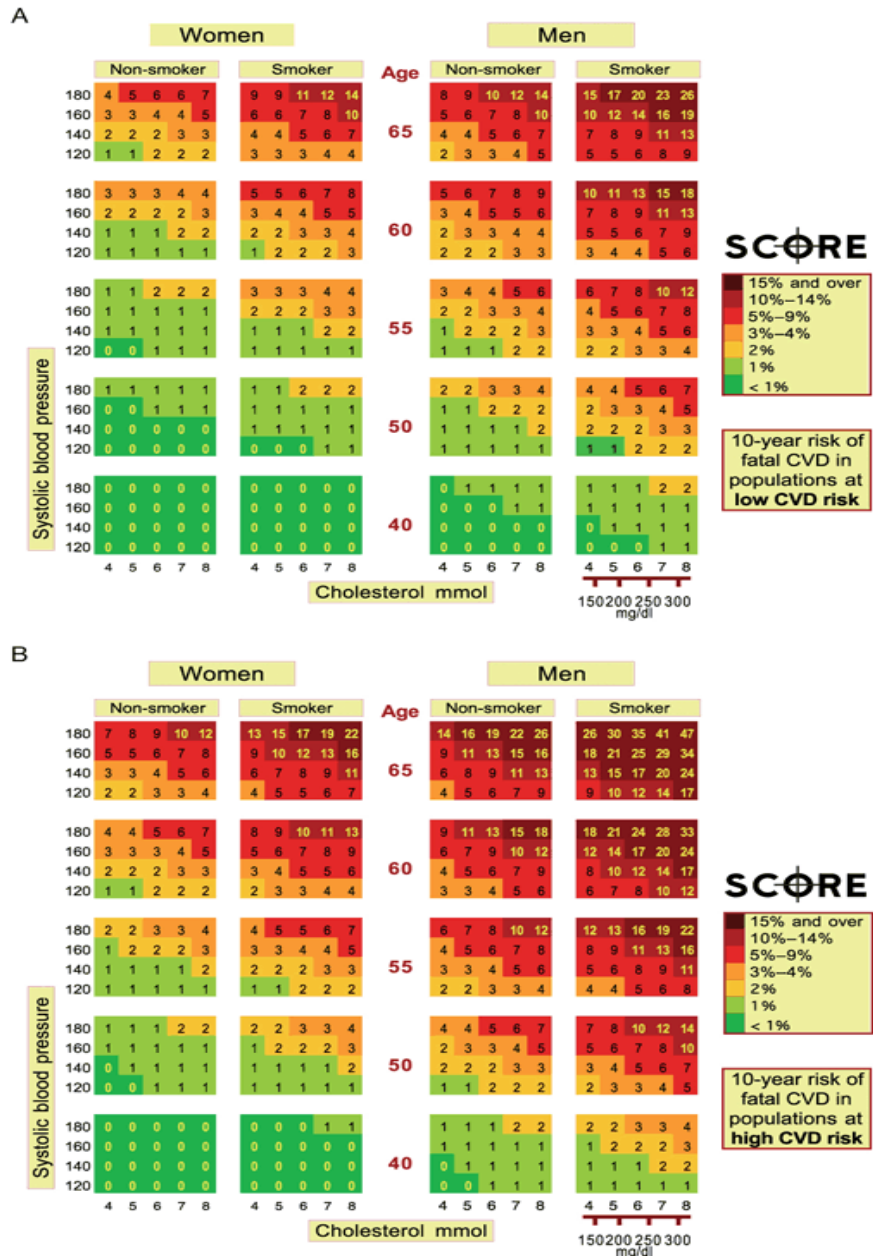 A
Women Men
Non-smoker Smoker Age Non-smoker Smoker
180 4 5 6 6 7 9 9 11 12 14 8 9 10 12 14 15 17 20 23 26
160 3 3 4 4 5 6 6 7 8 10 5 6 7 8 10 10 12 14 16 19
65
140 2 2 2 3 3 4 4 5 6 7 4 4 5 6 7 7 8 9 11 13
120 1 1 2 2 2 3 3 3 4 4 2 3 3 4 5 5 5 6 8 9
180 3 3 3 4 4 5 5 6 7 8 5 6 7 8 9 10 11 13 15 18
160 2 2 2 2 3 3 4 4 5 5 3 4 5 5 6 7 8 9 11 13
60
140 1 1 1 2 2 2 2 3 3 4 2 3 3 4 4 5 5 6 7 9
120 1 1 1 1 1 1 2 2 2 3 2 2 2 3 3 3 4 4 5 6
180 1 1 2 2 2 3 3 3 4 4 3 4 4 5 6 6 7 8 10 12
160 1 1 1 1 1 2 2 2 3 3 2 2 3 3 4 4 5 6 7 8
55
140 1 1 1 1 1 1 1 1 2 2 1 2 2 2 3 3 3 4 5 6
120 0 0 1 1 1 1 1 1 1 1 1 1 1 2 2 2 2 3 3 4
180 1 1 1 1 1 1 1 2 2 2 2 2 3 3 4 4 4 5 6 7
160 0 0 1 1 1 1 1 1 1 1 1 1 2 2 2 2 3 3 4 5
50
140 0 0 0 0 0 1 1 1 1 1 1 1 1 1 2 2 2 2 3 3
120 0 0 0 0 0 0 0 0 1 1 1 1 1 1 1 1 1 2 2 2
180 0 0 0 0 0 0 0 0 0 0 0 1 1 1 1 1 1 1 2 2
160 0 0 0 0 0 0 0 0 0 0 0 0 0 1 1 1 1 1 1 1
40
140 0 0 0 0 0 0 0 0 0 0 0 0 0 0 0 0 1 1 1 1
120 0 0 0 0 0 0 0 0 0 0 0 0 0 0 0 0 0 0 1 1
4 5 6 7 8 4 5 6 7 8 4 5 6 7 8 4 5 6 7 8
Systolic blood pressure
Cholesterol mmol
150 200 250 300
mg/dl
SCORE
15% and over
10%–14%
5%–9%
3%–4%
2%
1%
< 1%
10-year risk of
fatal CVD in
populations at
low CVD risk
B
Women Men
Non-smoker Smoker Age Non-smoker Smoker
180 7 8 9 10 12 13 15 17 19 22 14 16 19 22 26 26 30 35 41 47
160 5 5 6 7 8 9 10 12 13 16 9 11 13 15 16 18 21 25 29 34
65
140 3 3 4 5 6 6 7 8 9 11 6 8 9 11 13 13 15 17 20 24
120 2 2 3 3 4 4 5 5 6 7 4 5 6 7 9 9 10 12 14 17
180 4 4 5 6 7 8 9 10 11 13 9 11 13 15 18 18 21 24 28 33
160 3 3 3 4 5 5 6 7 8 9 6 7 9 10 12 12 14 17 20 24
60
140 2 2 2 3 3 3 4 5 5 6 4 5 6 7 9 8 10 12 14 17
120 1 1 2 2 2 2 3 3 4 4 3 3 4 5 6 6 7 8 10 12
180 2 2 3 3 4 4 5 5 6 7 6 7 8 10 12 12 13 16 19 22
160 1 2 2 2 3 3 3 4 4 5 4 5 6 7 8 8 9 11 13 16
55
140 1 1 1 1 2 2 2 2 3 3 3 3 4 5 6 5 6 8 9 11
120 1 1 1 1 1 1 1 2 2 2 2 2 3 3 4 4 4 5 6 8
180 1 1 1 2 2 2 2 3 3 4 4 4 5 6 7 7 8 10 12 14
160 1 1 1 1 1 1 2 2 2 3 2 3 3 4 5 5 6 7 8 10
50
140 0 1 1 1 1 1 1 1 1 2 2 2 2 3 3 3 4 5 6 7
120 0 0 1 1 1 1 1 1 1 1 1 1 2 2 2 2 3 3 4 5
180 0 0 0 0 0 0 0 0 1 1 1 1 1 2 2 2 2 3 3 4
160 0 0 0 0 0 0 0 0 0 0 1 1 1 1 1 1 2 2 2 3
40
140 0 0 0 0 0 0 0 0 0 0 0 1 1 1 1 1 1 1 2 2
120 0 0 0 0 0 0 0 0 0 0 0 0 1 1 1 1 1 1 1 1
4 5 6 7 8 4 5 6 7 8 4 5 6 7 8 4 5 6 7 8
Systolic blood pressure
Cholesterol mmol
150 200 250 300
mg/dl
SCORE
15% and over
10%–14%
5%–9%
3%–4%
2%
1%
< 1%
10-year risk of
fatal CVD in
populations at
high CVD risk